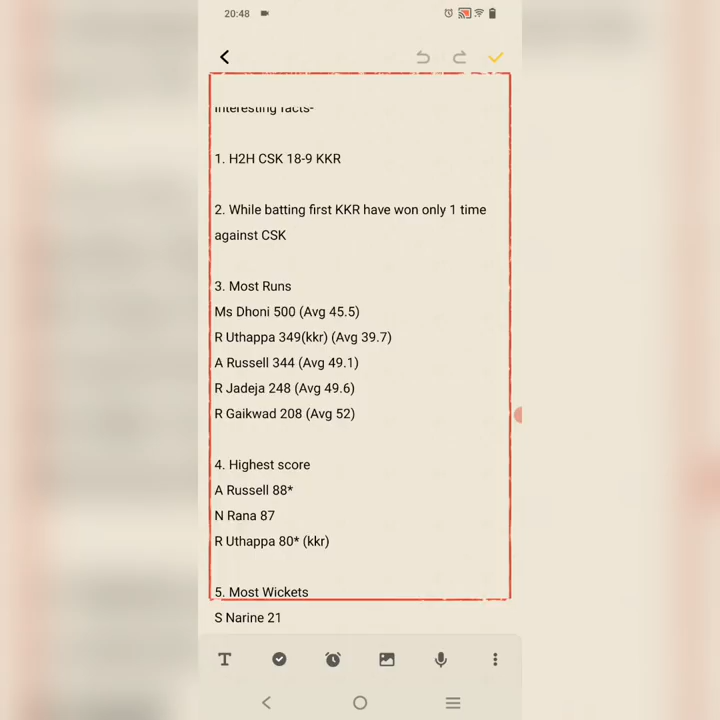 20:48
Interesting facts-
1. H2H CSK 18-9 KKR
2. While batting first KKR have won only 1 time
against CSK
3. Most Runs
Ms Dhoni 500 (Avg 45.5)
R Uthappa 349(kkr) (Avg 39.7)
A Russell 344 (Avg 49.1)
R Jadeja 248 (Avg 49.6)
R Gaikwad 208 (Avg 52)
4. Highest score
A Russell 88*
N Rana 87
R Uthappa 80* (kkr)
5. Most Wickets
S Narine 21
T